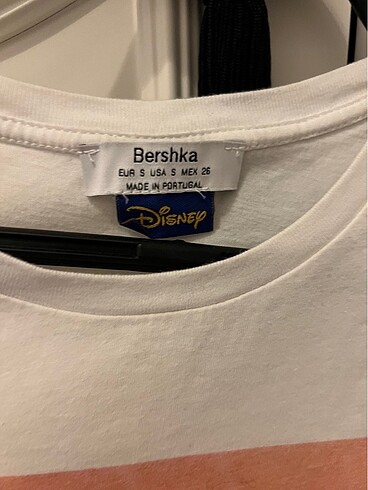 Bershka
EUR S USA S MEX 26
MADE IN PORTUGAL
Disney